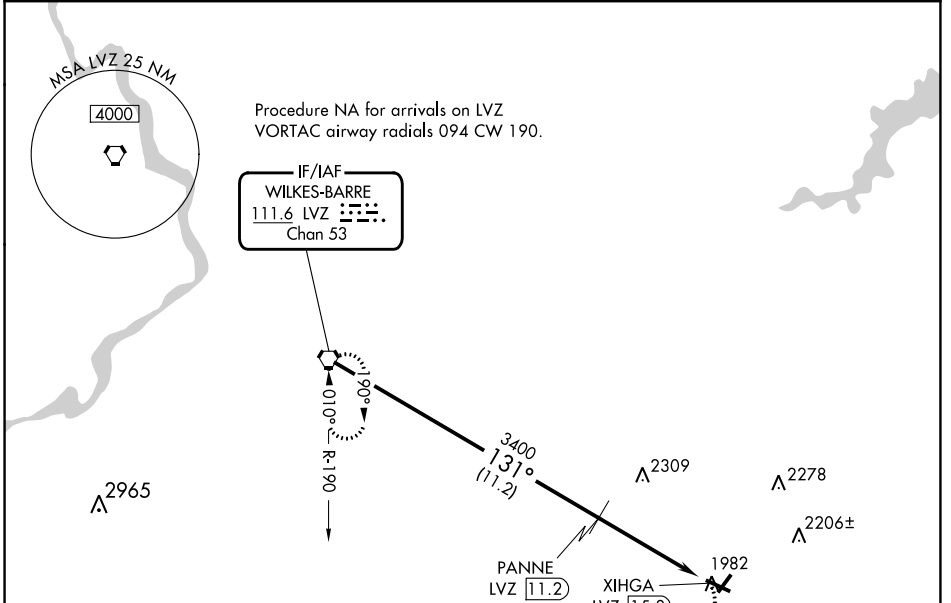 MSA LVZ 25 NM
4000
Procedure NA for arrivals on LVZ
VORTAC airway radials 094 CW 190.
IF/IAF
WILKES-BARRE
111.6 LVZ
Chan 53
190°
010°
R-190
3400
131°
(11.2)
2309
2278
2965
2206±
PANNE
LVZ 11.2
1982
XIHGA